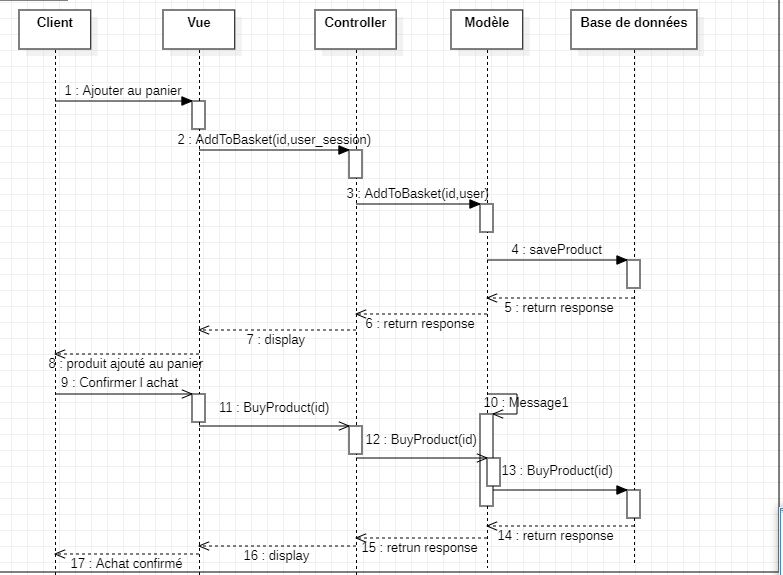 Client
Vue
Controller
Modèle
Base de données
1 : Ajouter au panier
2 : AddToBasket(id,user_session)
3 : AddToBasket(id,user)
4 : saveProduct
5 : return response
6 : return response
7 : display
8 : produit ajouté au panier
9 : Confirmer l achat
10 : Message1
11 : BuyProduct(id)
12 : BuyProduct(id)
13 : BuyProduct(id)
14 : return response
15 : retrun response
16 : display
17 : Achat confirmé